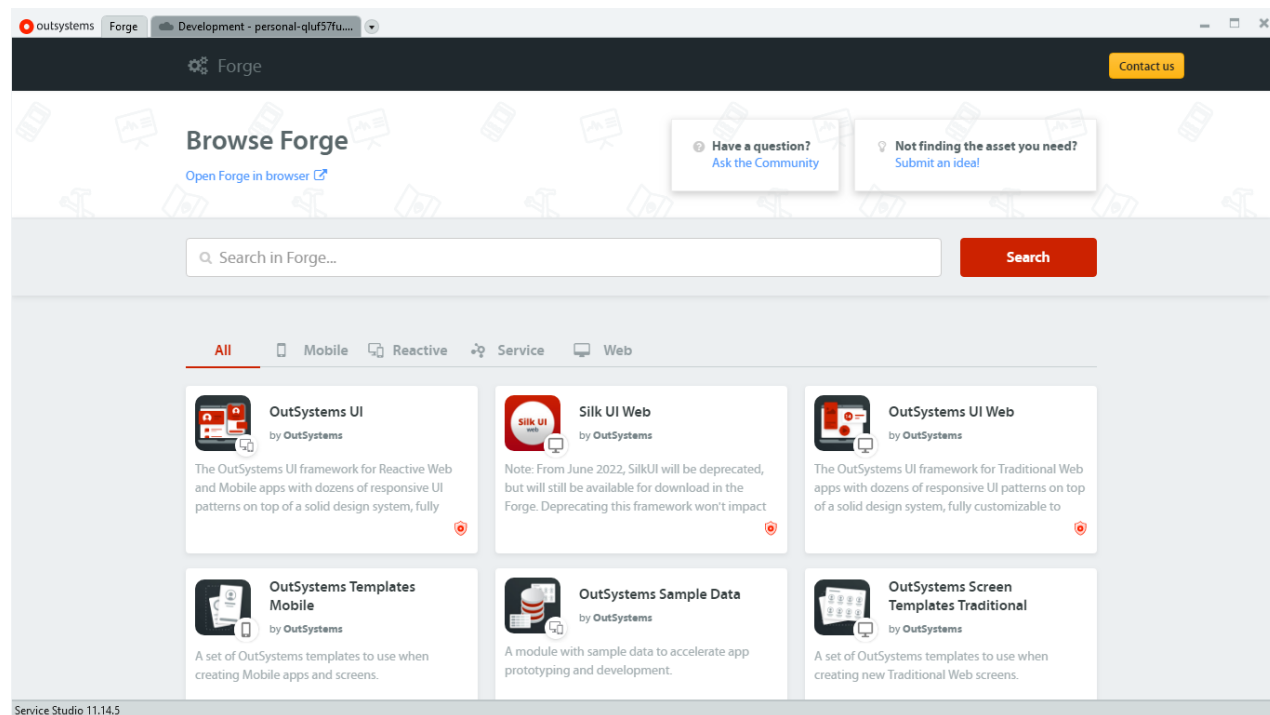 outsystems Forge Development - personal-qluf57fu....
Forge
Contact us
Browse Forge
Open Forge in browser
Have a question?
Ask the Community
Not finding the asset you need?
Submit an idea!
Search in Forge...
Search
All Mobile Reactive Service Web
OutSystems UI
by OutSystems
The OutSystems UI framework for Reactive Web
and Mobile apps with dozens of responsive UI
patterns on top of a solid design system, fully
Silk UI
web
Silk UI Web
by OutSystems
Note: From June 2022, SilkUI will be deprecated,
but will still be available for download in the
Forge. Deprecating this framework won't impact
OutSystems UI Web
by OutSystems
The OutSystems UI framework for Traditional Web
apps with dozens of responsive UI patterns on top
of a solid design system, fully customizable to
OutSystems Templates
Mobile
by OutSystems
A set of OutSystems templates to use when
creating Mobile apps and screens.
OutSystems Sample Data
by OutSystems
A module with sample data to accelerate app
prototyping and development.
OutSystems Screen
Templates Traditional
by OutSystems
A set of OutSystems templates to use when
creating new Traditional Web screens.
Service Studio 11.14.5